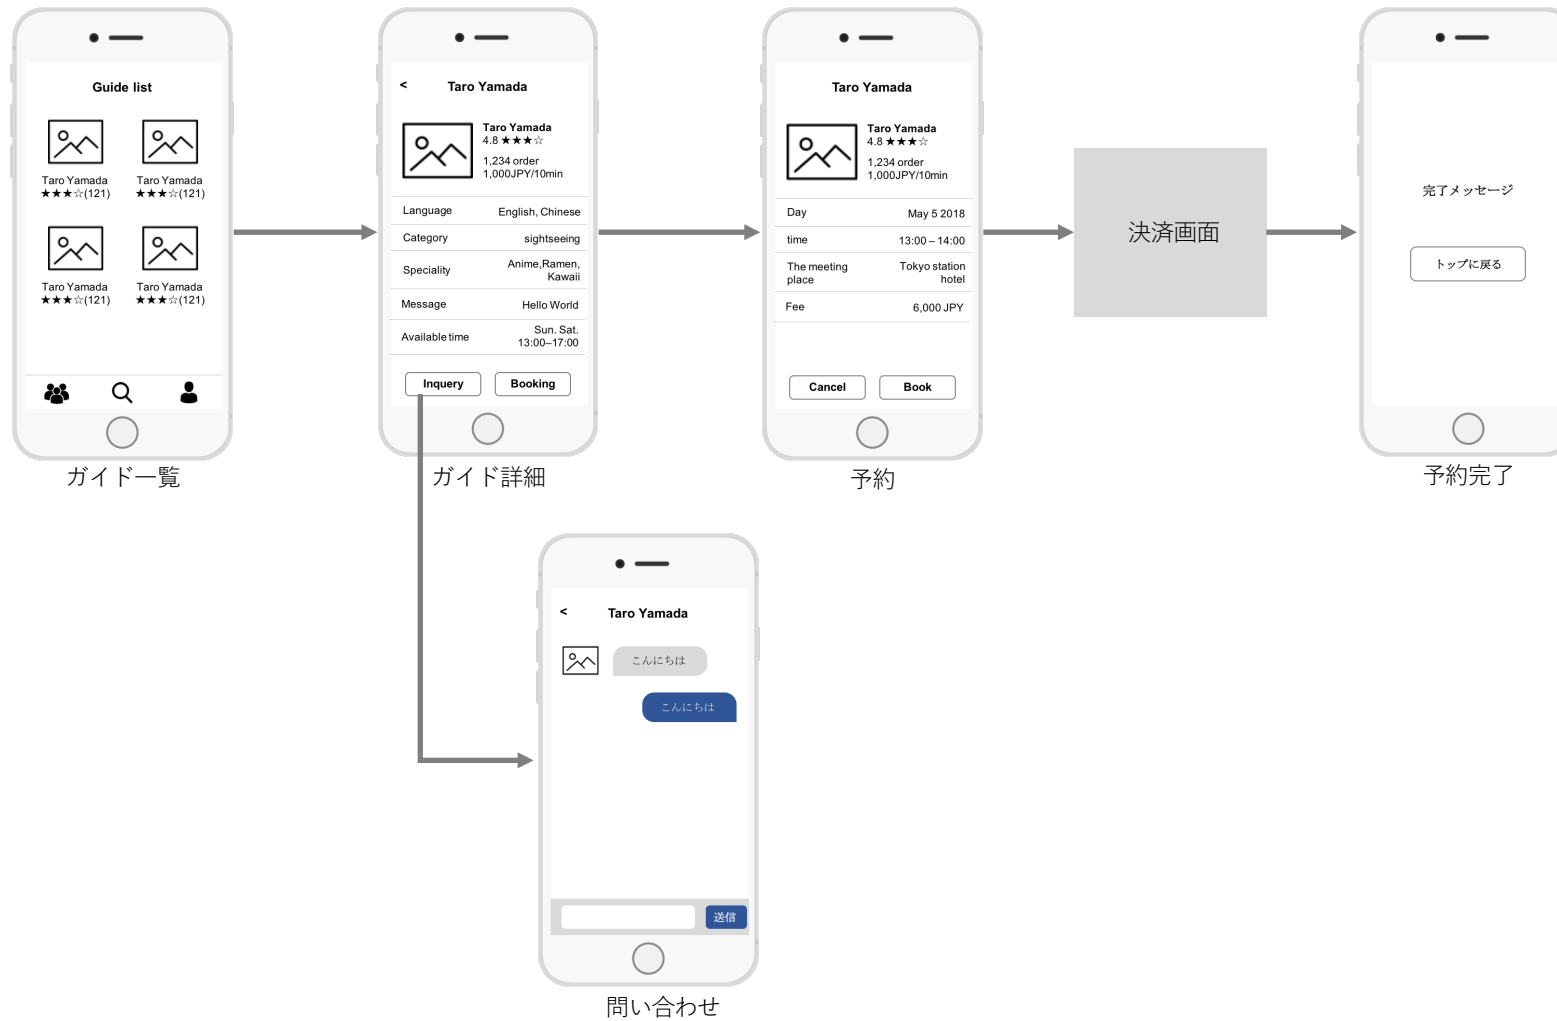 Guide list
Taro Yamada
★★★☆(121)
Taro Yamada
★★★☆(121)
Taro Yamada
★★★☆(121)
Taro Yamada
★★★☆(121)
ガイド一覧
<
Taro Yamada
Taro Yamada
4.8 ★★★☆
1,234 order
1,000JPY/10min
Language
English, Chinese
Category
sightseeing
Speciality
Anime,Ramen,
Kawaii
Message
Hello World
Available time
Sun. Sat.
13:00–17:00
Inquery
Booking
ガイド詳細
Taro Yamada
Taro Yamada
4.8 ★★★☆
1,234 order
1,000JPY/10min
Day
May 5 2018
time
13:00 – 14:00
The meeting
place
Tokyo station
hotel
Fee
6,000 JPY
Cancel
Book
予約
決済画面
完了メッセージ
トップに戻る
予約完了
<
Taro Yamada
こんにちは
こんにちは
送信
問い合わせ